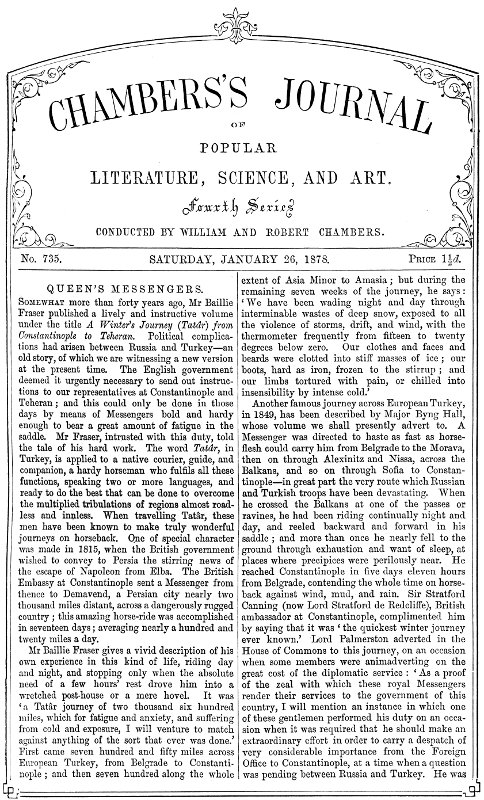 CHAMBERS'S JOURNAL
OF
POPULAR
LITERATURE, SCIENCE, AND ART.
Fourth Series
CONDUCTED BY WILLIAM AND ROBERT CHAMBERS.
No. 735.
SATURDAY, JANUARY 26, 1878.
PRICE 1½d.
QUEEN'S MESSENGERS.
SOMEWHAT more than forty years ago, Mr Baillie
Fraser published a lively and instructive volume
under the title A Winter's Journey (Tatâr) from
Constantinople to Teheran. Political complica-
tions had arisen between Russia and Turkey—an
old story, of which we are witnessing a new version
at the present time. The English government
deemed it urgently necessary to send out instruc-
tions to our representatives at Constantinople and
Teheran; and this could only be done in those
days by means of Messengers bold and hardy
enough to bear a great amount of fatigue in the
saddle. Mr Fraser, intrusted with this duty, told
the tale of his hard work. The word Tatâr, in
Turkey, is applied to a native courier, guide, and
companion, a hardy horseman who fulfils all these
functions, speaking two or more languages, and
ready to do the best that can be done to overcome
the multiplied tribulations of regions almost road-
less and innless. When travelling Tatâr, these
men have been known to make truly wonderful
journeys on horseback. One of special character
was made in 1815, when the British government
wished to convey to Persia the stirring news of
the escape of Napoleon from Elba. The British
Embassy at Constantinople sent a Messenger from
thence to Demavend, a Persian city nearly two
thousand miles distant, across a dangerously rugged
country; this amazing horse-ride was accomplished
in seventeen days; averaging nearly a hundred and
twenty miles a day.
Mr Baillie Fraser gives a vivid description of his
own experience in this kind of life, riding day
and night, and stopping only when the absolute
need of a few hours' rest drove him into a
wretched post-house or a mere hovel. It was
'a Tatâr journey of two thousand six hundred
miles, which for fatigue and anxiety, and suffering
from cold and exposure, I will venture to match
against anything of the sort that ever was done.'
First came seven hundred and fifty miles across
European Turkey, from Belgrade to Constanti-
nople; and then seven hundred along the whole
extent of Asia Minor to Amasia; but during the
remaining seven weeks of the journey, he says:
'We have been wading night and day through
interminable wastes of deep snow, exposed to all
the violence of storms, drift, and wind, with the
thermometer frequently from fifteen to twenty
degrees below zero. Our clothes and faces and
beards were clotted into stiff masses of ice; our
boots, hard as iron, frozen to the stirrup; and
our limbs tortured with pain, or chilled into
insensibility by intense cold.'
Another famous journey across European Turkey,
in 1849, has been described by Major Byng Hall,
whose volume we shall presently advert to. A
Messenger was directed to haste as fast as horse-
flesh could carry him from Belgrade to the Morava,
then on through Alexinitz and Nissa, across the
Balkans, and so on through Sofia to Constan-
tinople—in great part the very route which Russian
and Turkish troops have been devastating. When
he crossed the Balkans at one of the passes or
ravines, he had been riding continually night and
day, and reeled backward and forward in his
saddle; and more than once he nearly fell to the
ground through exhaustion and want of sleep, at
places where precipices were perilously near. He
reached Constantinople in five days eleven hours
from Belgrade, contending the whole time on horse-
back against wind, mud, and rain. Sir Stratford
Canning (now Lord Stratford de Redcliffe), British
ambassador at Constantinople, complimented him
by saying that it was 'the quickest winter journey
ever known.' Lord Palmerston adverted in the
House of Commons to this journey, on an occasion
when some members were animadverting on the
great cost of the diplomatic service: 'As a proof
of the zeal with which these royal Messengers
render their services to the government of this
country, I will mention an instance in which one
of these gentlemen performed his duty on an occa-
sion when it was required that he should make an
extraordinary effort in order to carry a despatch of
very considerable importance from the Foreign
Office to Constantinople, at a time when a question
was pending between Russia and Turkey. He was